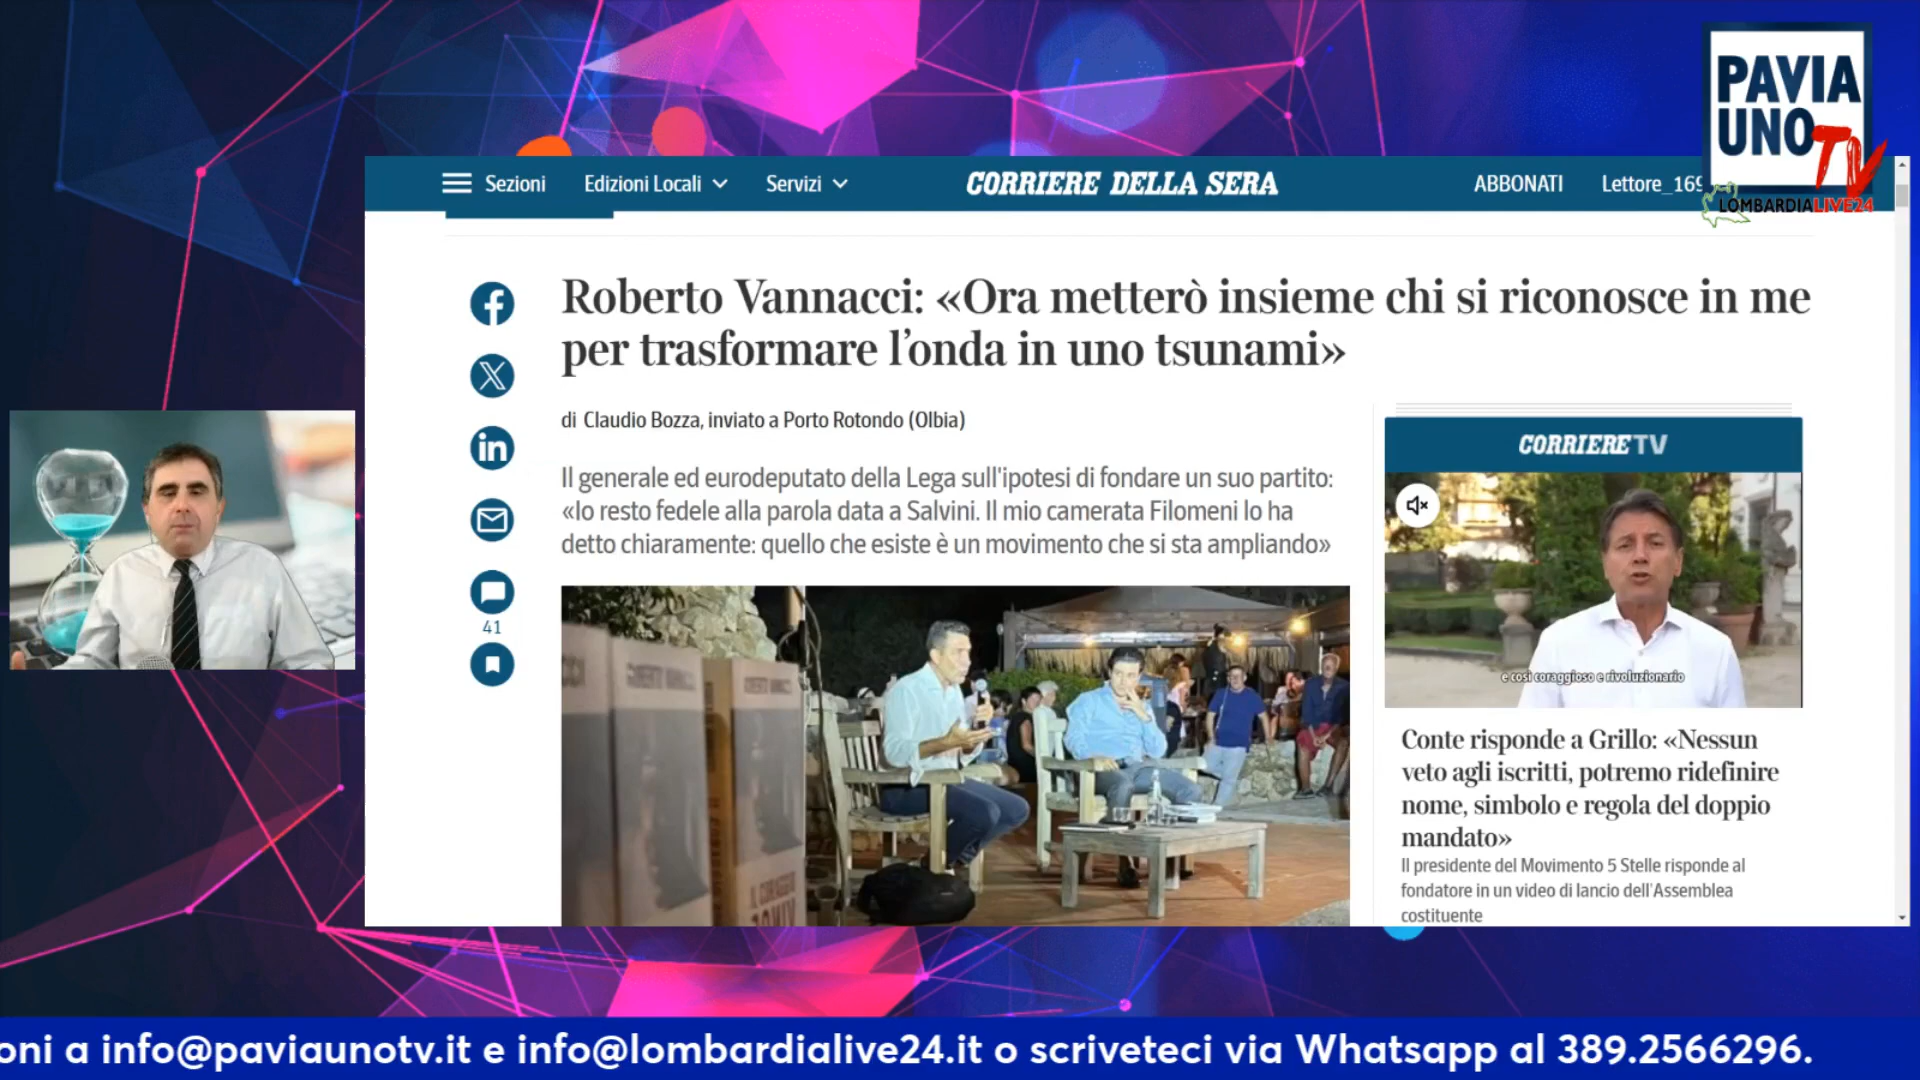 PAVIA
UNO
TV
LOMBARDIALIVE24
Sezioni
Edizioni Locali
Servizi
CORRIERE DELLA SERA
ABBONATI
Lettore_169
Roberto Vannacci: «Ora metterò insieme chi si riconosce in me
per trasformare l’onda in uno tsunami»
di Claudio Bozza, inviato a Porto Rotondo (Olbia)
Il generale ed eurodeputato della Lega sull'ipotesi di fondare un suo partito:
«Io resto fedele alla parola data a Salvini. Il mio camerata Filomeni lo ha
detto chiaramente: quello che esiste è un movimento che si sta ampliando»
41
CORRIERE TV
e così coraggioso e rivoluzionario
Conte risponde a Grillo: «Nessun
veto agli iscritti, potremo ridefinire
nome, simbolo e regola del doppio
mandato»
Il presidente del Movimento 5 Stelle risponde al
fondatore in un video di lancio dell'Assemblea
costituente
oni a info@paviaunotv.it e info@lombardialive24.it o scriveteci via Whatsapp al 389.2566296.